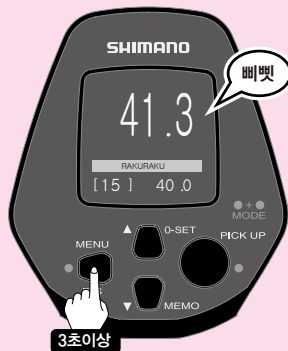 SHIMANO
삐삣
41.3
RAKURAKU
[15 ] 40.0
MODE
0-SET
MENU
PICK UP
MEMO
3초이상